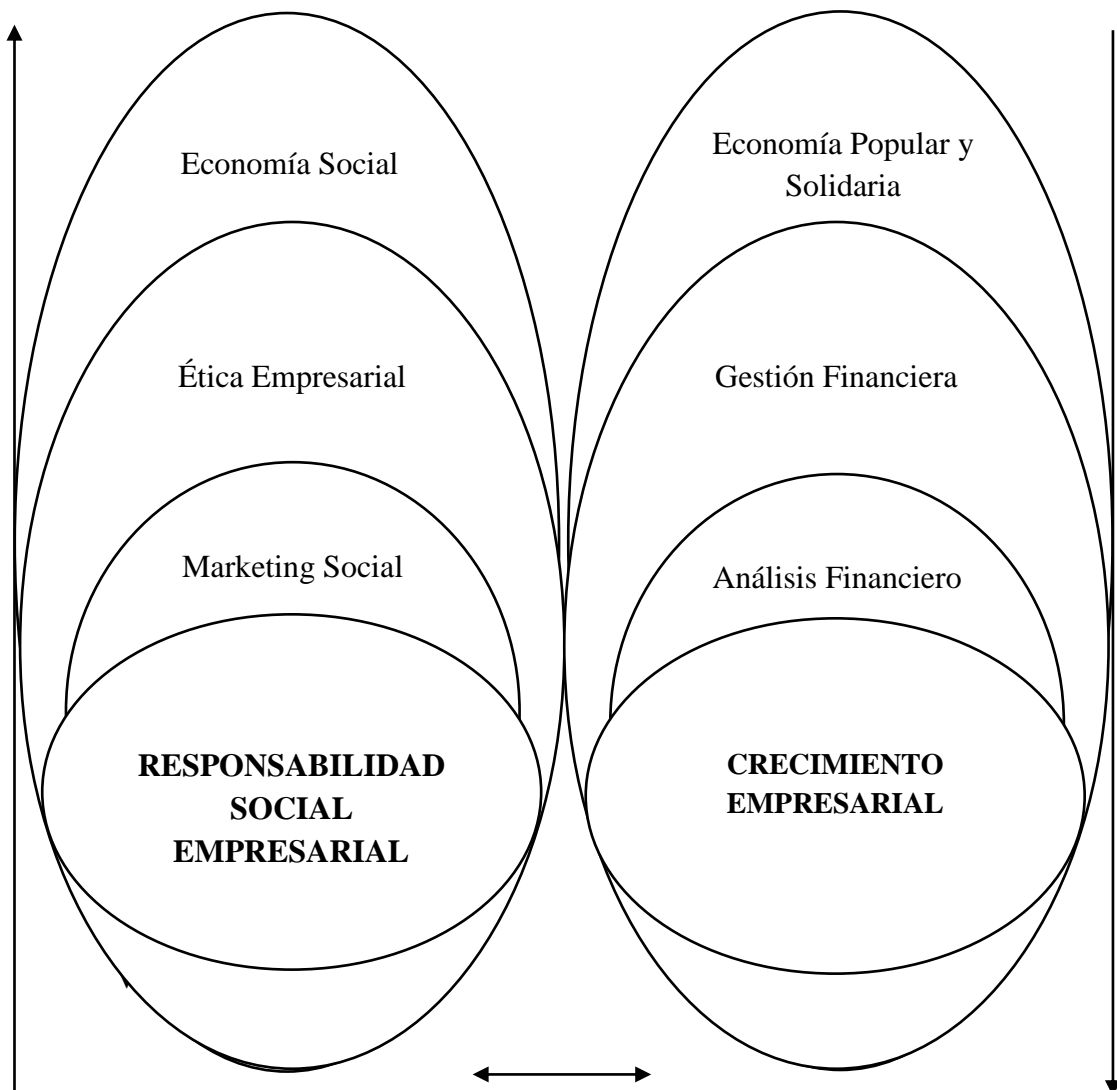 Economía Social
Ética Empresarial
Marketing Social
RESPONSABILIDAD
SOCIAL
EMPRESARIAL
Economía Popular y
Solidaria
Gestión Financiera
Análisis Financiero
CRECIMIENTO
EMPRESARIAL